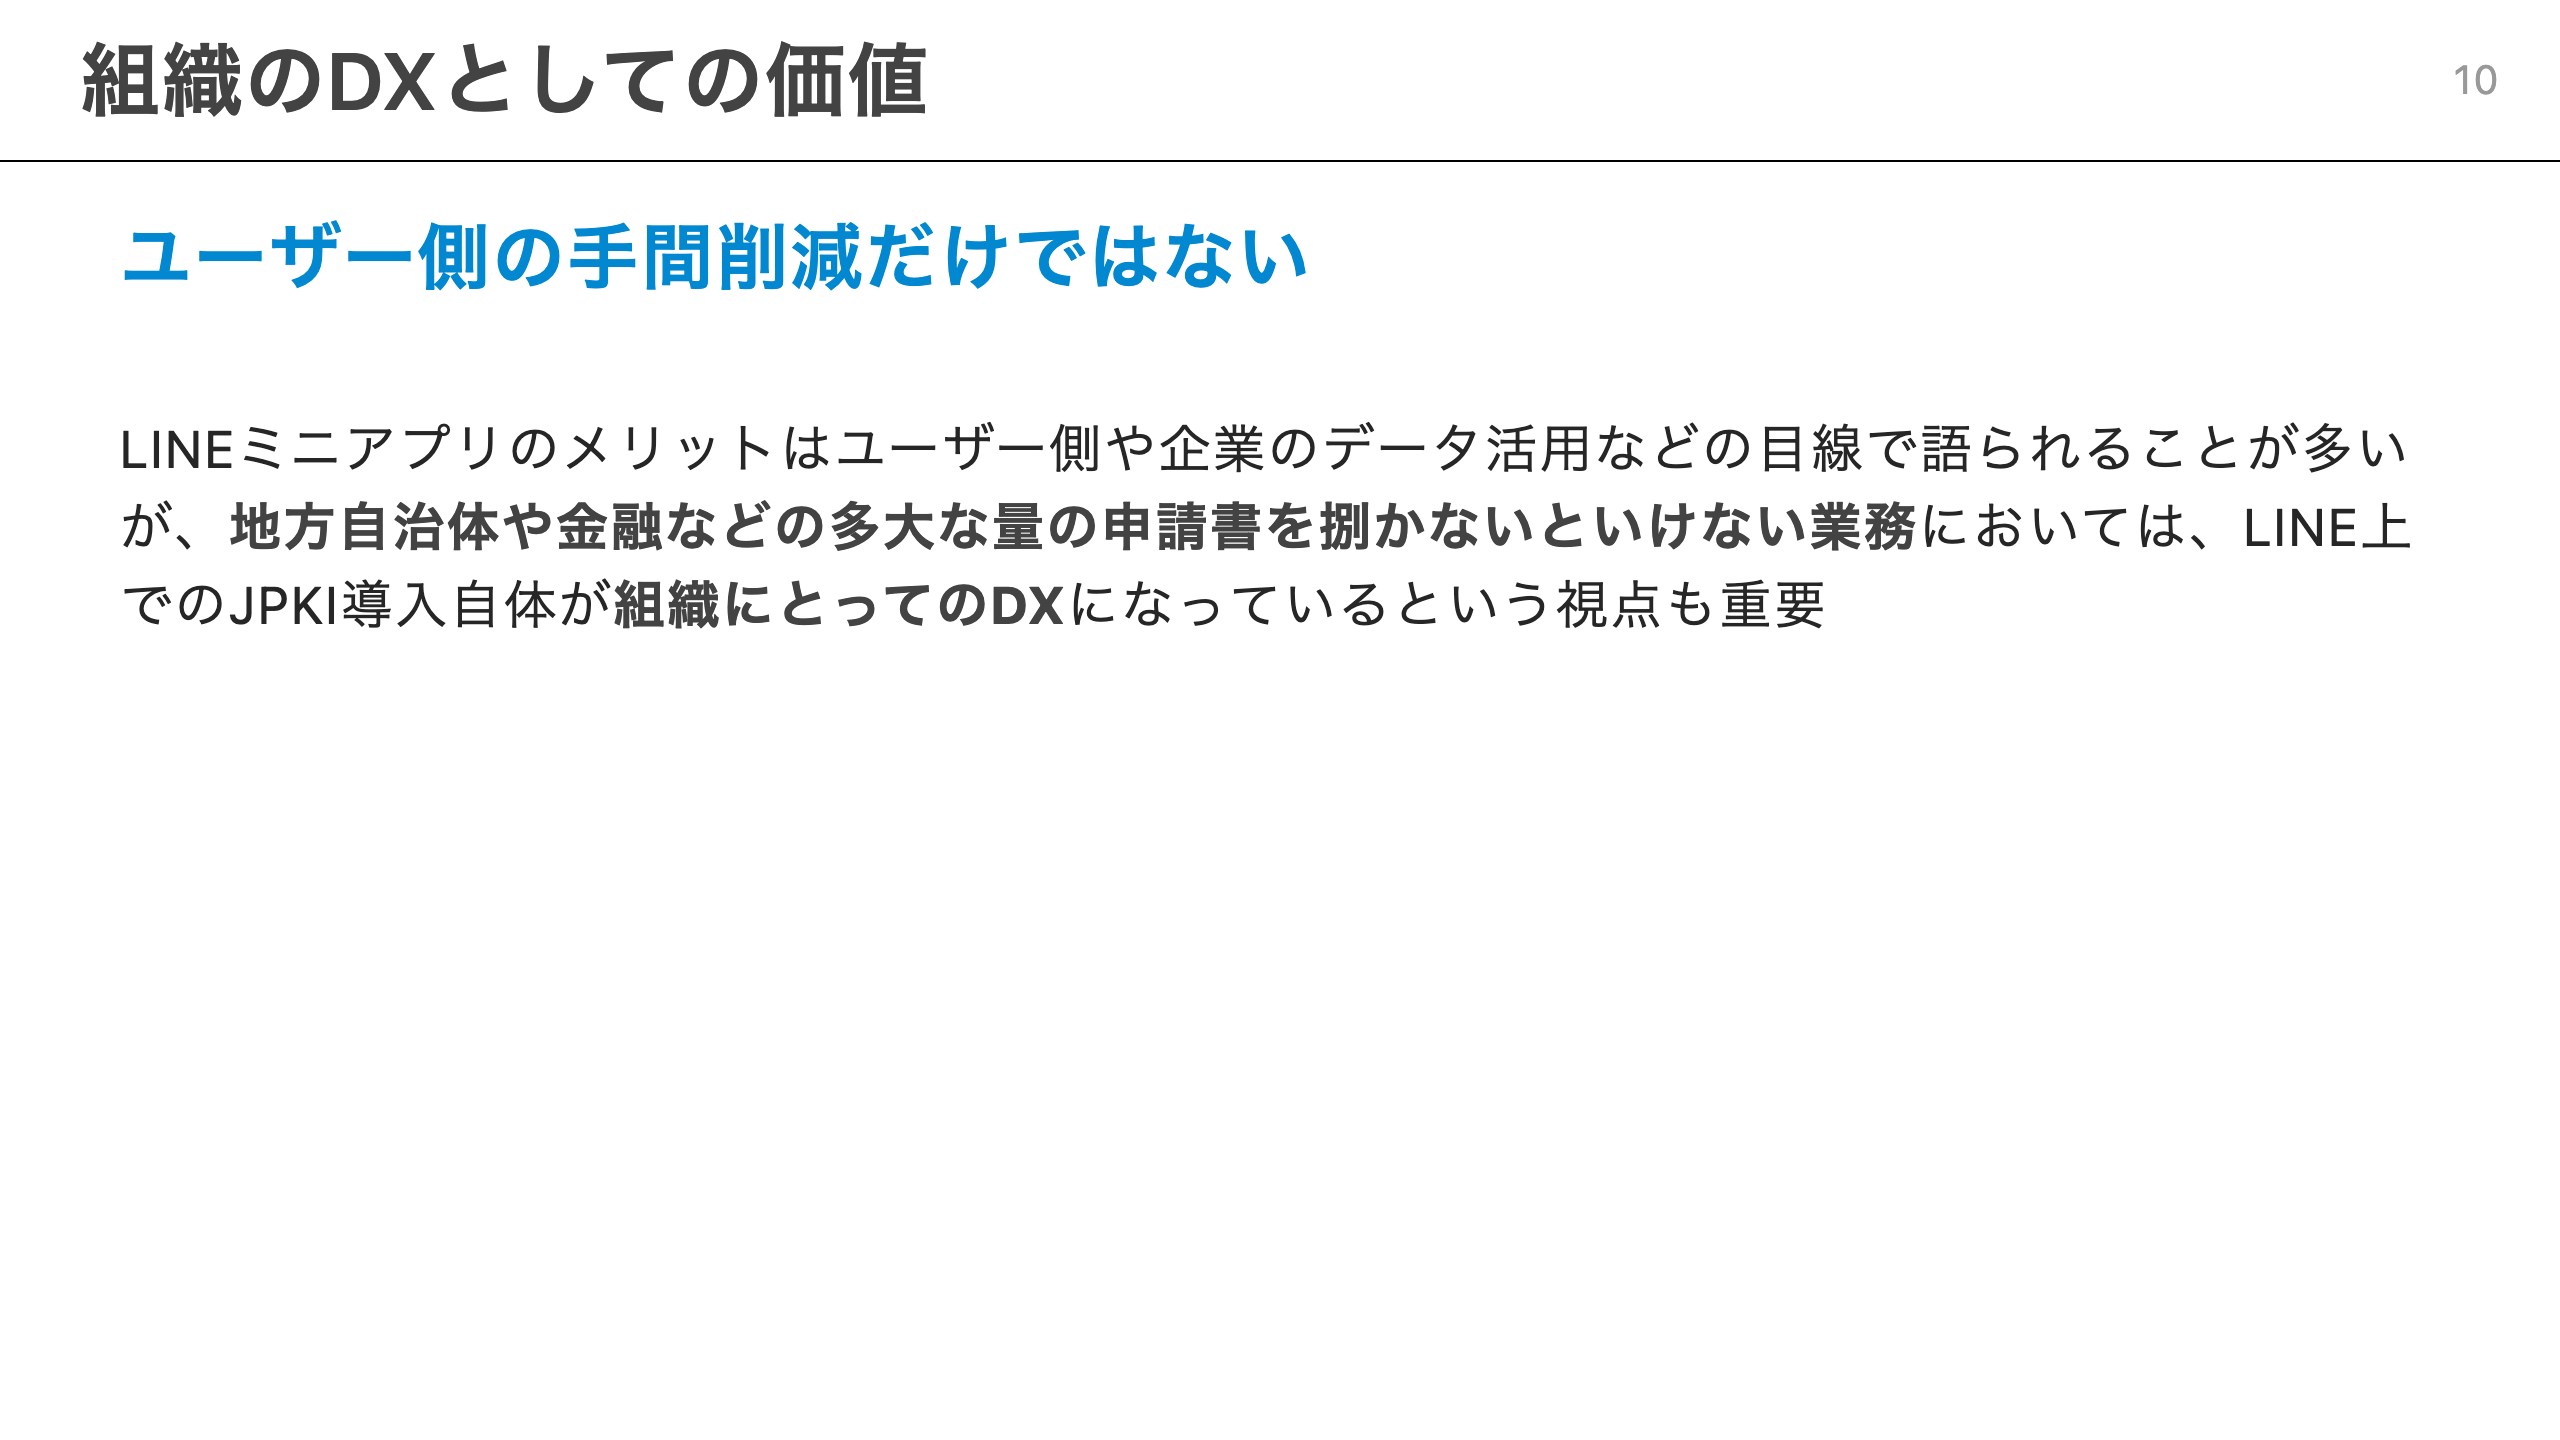 組織のDXとしての価値
10
ユーザー側の手間削減だけではない
LINEミニアプリのメリットはユーザー側や企業のデータ活用などの目線で語られることが多い
が、地方自治体や金融などの多大な量の申請書を捌かないといけない業務においては、LINE上
でのJPKI導入自体が組織にとってのDXになっているという視点も重要